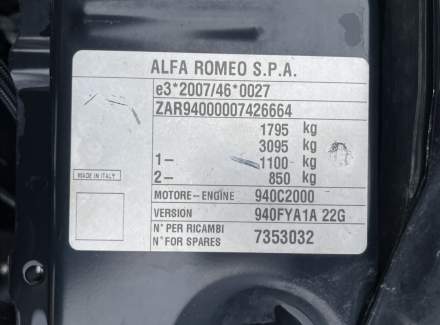 ALFA ROMEO S.P.A.
e3*2007/46*0027
ZAR94000007426664
1795 kg
3095 kg
1- 1100 kg
2- 850 kg
MADE IN ITALY
MOTORE-ENGINE 940C2000
VERSION 940FYA1A 22G
N° PER RICAMBI
N° FOR SPARES 7353032